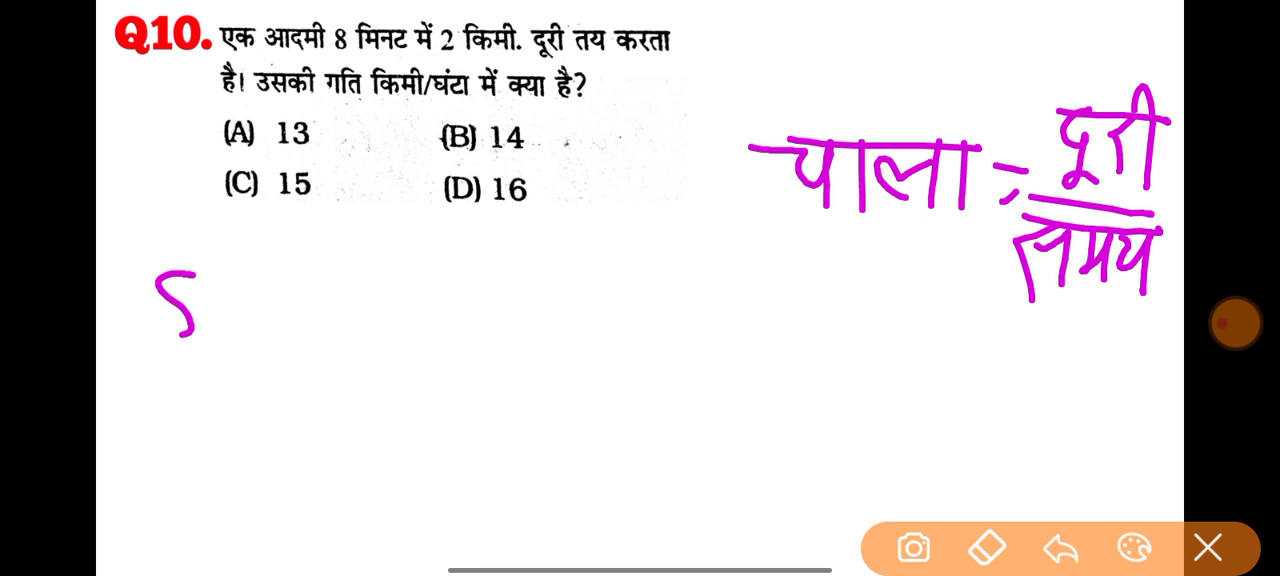 Q10. एक आदमी 8 मिनट में 2 किमी. दूरी तय करता
है। उसकी गति किमी/घंटा में क्या है?
(A) 13 (B) 14
(C) 15 (D) 16
चाला = दूरी
समय
S